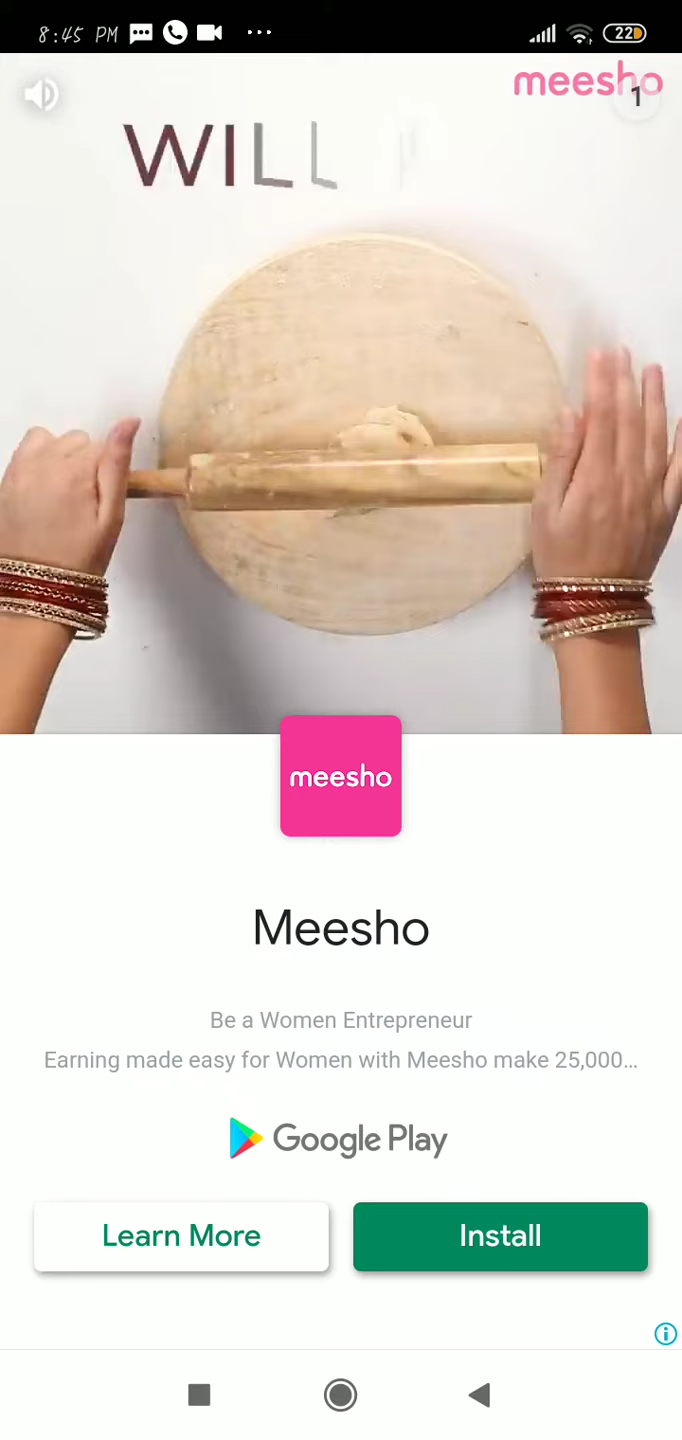 8:45 PM
22
meesho
1
WILL
meesho
Meesho
Be a Women Entrepreneur
Earning made easy for Women with Meesho make 25,000...
Google Play
Learn More
Install